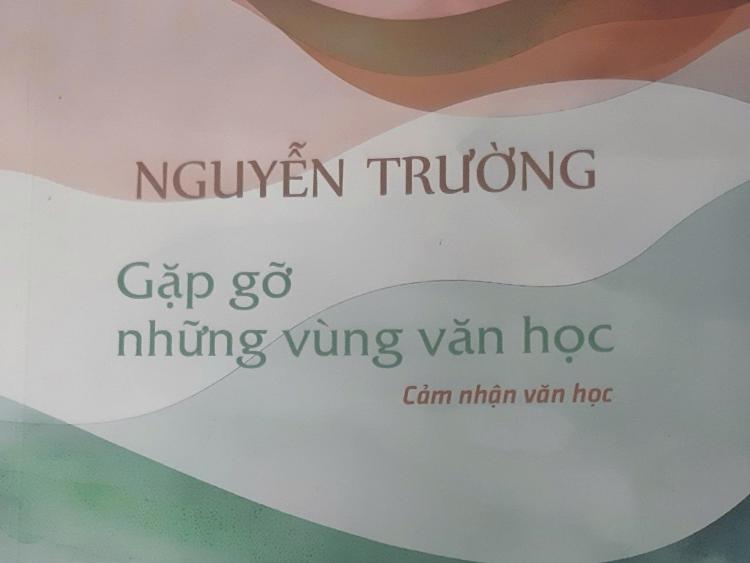 NGUYỄN TRƯỜNG
Gặp gỡ
những vùng văn học
Cảm nhận văn học